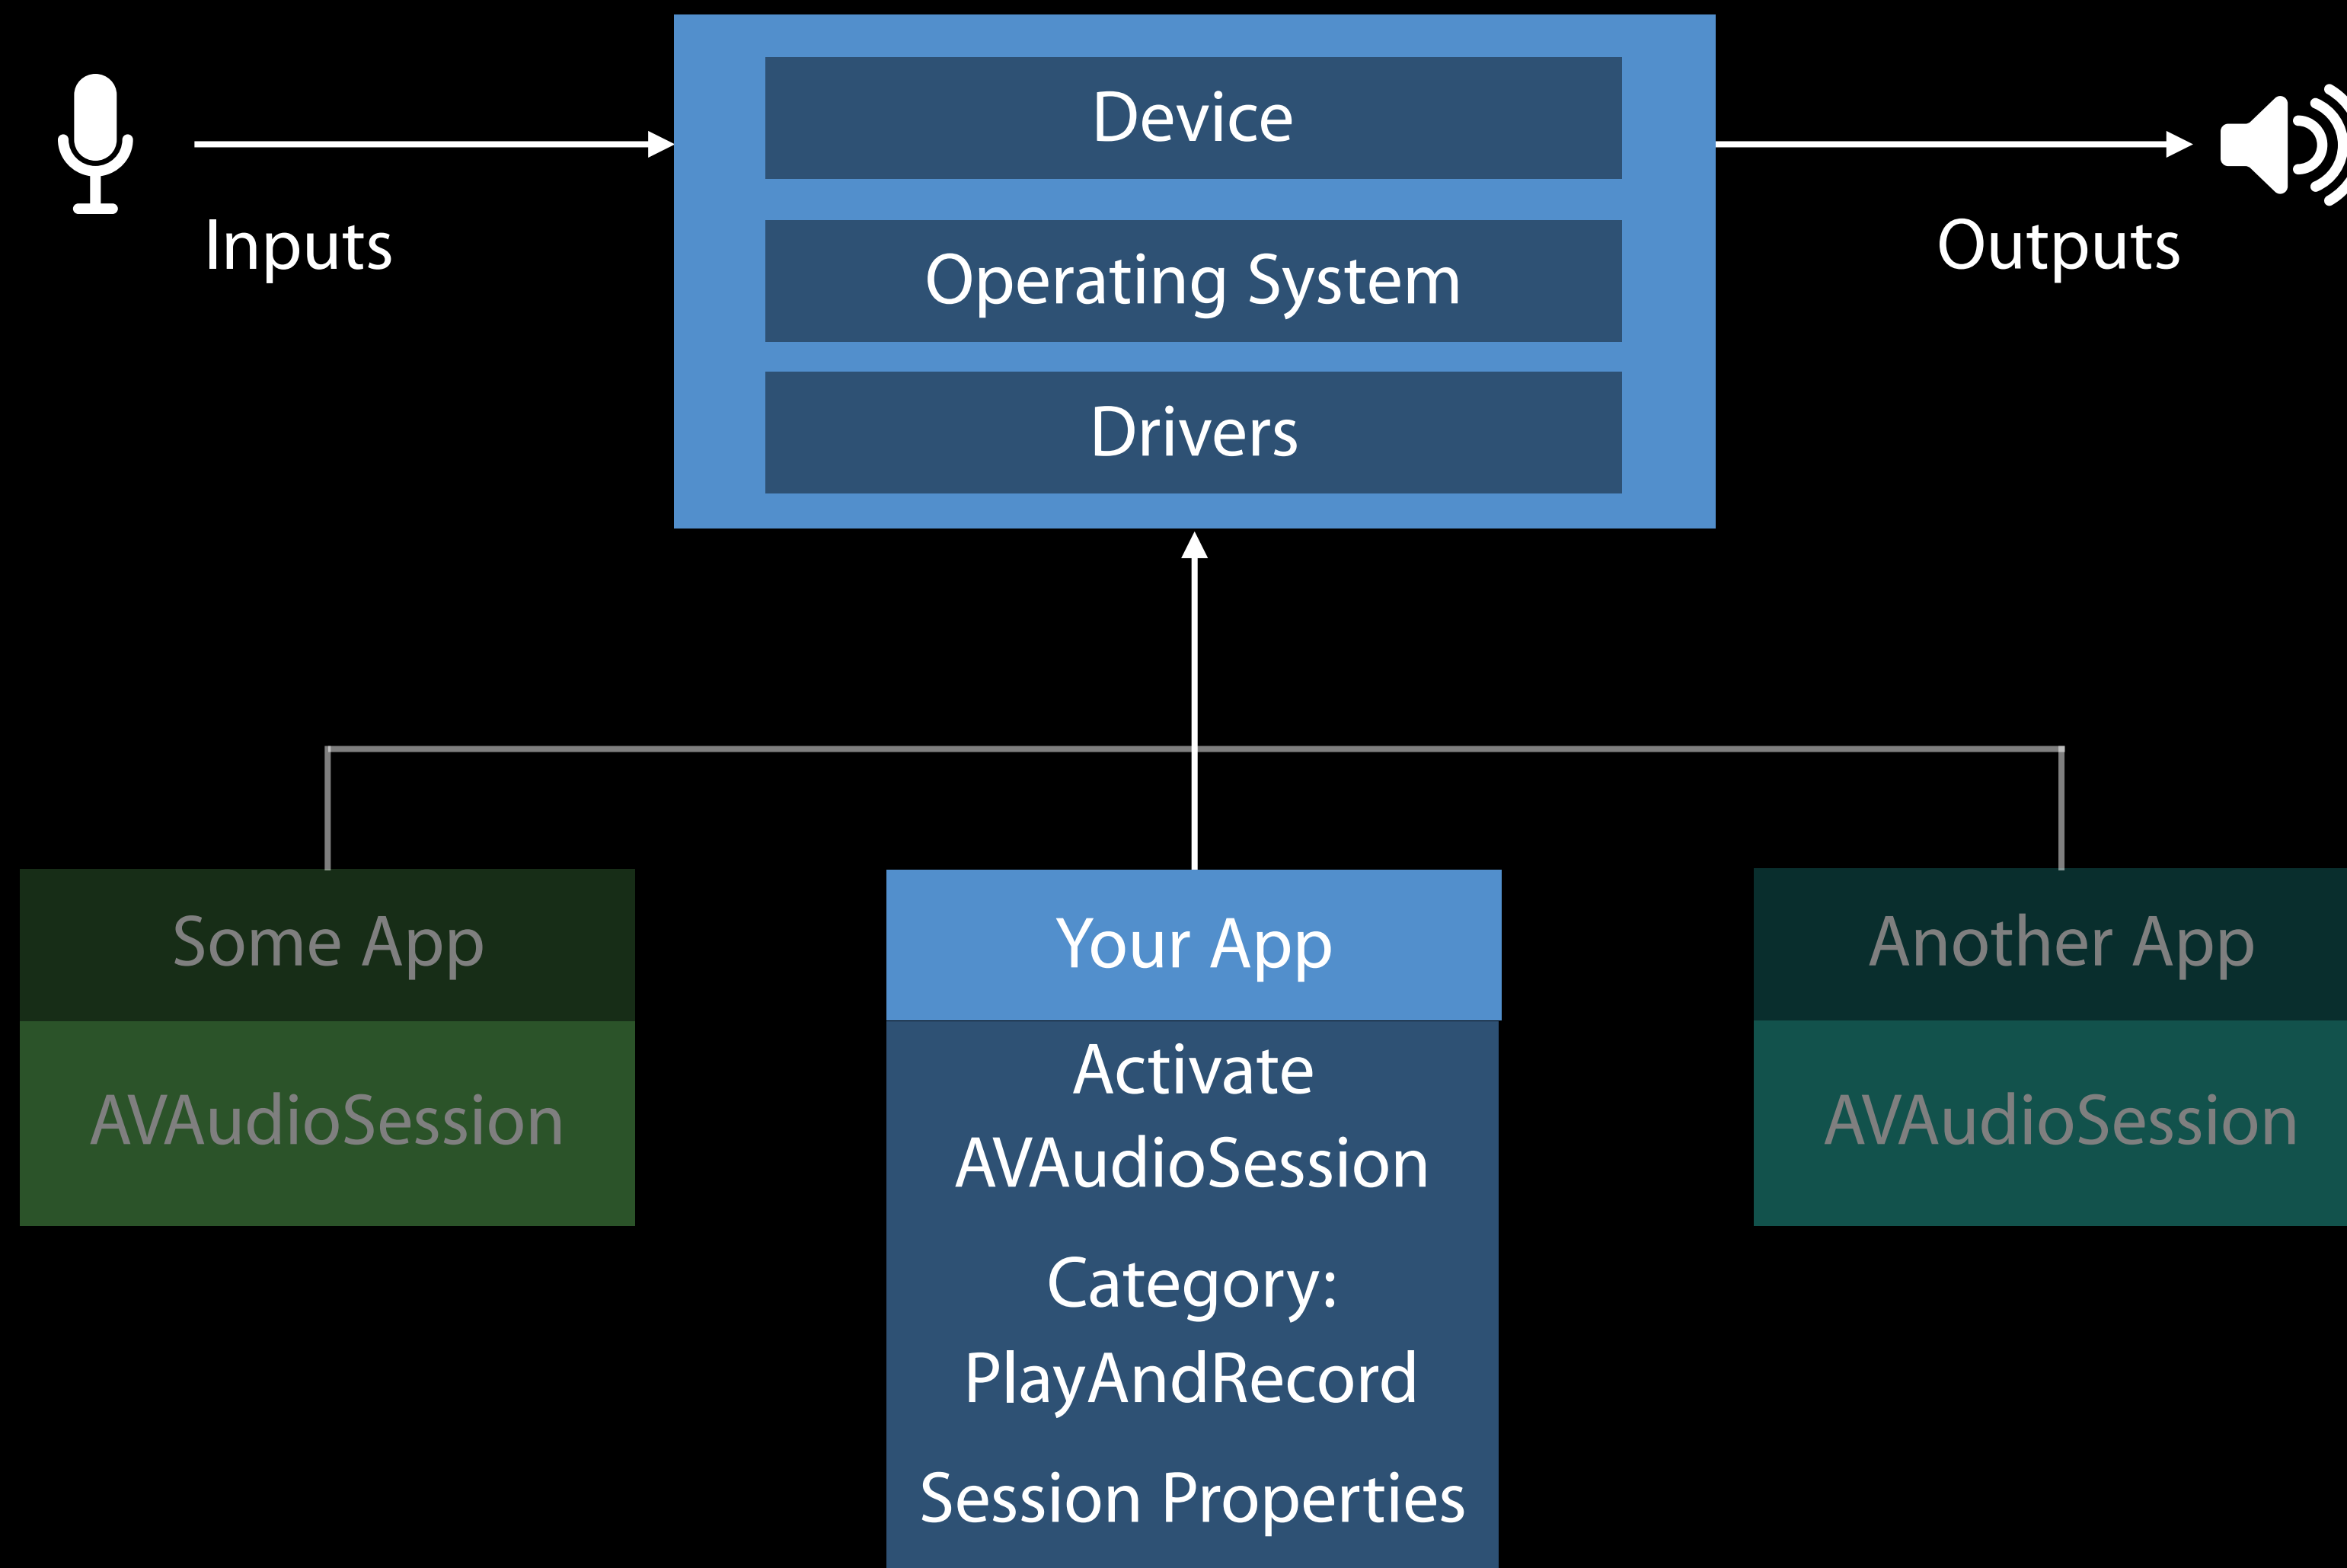 Device
Inputs
Operating System
Outputs
Drivers
Some App
AVAudioSession
Your App
Activate
AVAudioSession
Category:
PlayAndRecord
Session Properties
Another App
AVAudioSession